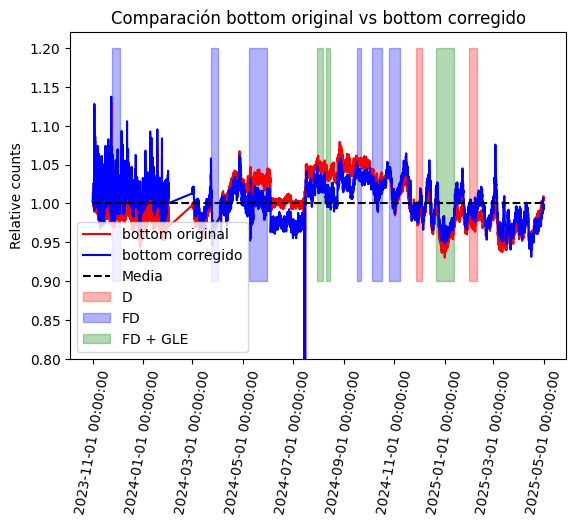 Comparación bottom original vs bottom corregido
Relative counts
1.20
1.15
1.10
1.05
1.00
0.95
0.90
0.85
0.80
bottom original
bottom corregido
Media
D
FD
FD + GLE
2023-11-01 00:00:00
2024-01-01 00:00:00
2024-03-01 00:00:00
2024-05-01 00:00:00
2024-07-01 00:00:00
2024-09-01 00:00:00
2024-11-01 00:00:00
2025-01-01 00:00:00
2025-03-01 00:00:00
2025-05-01 00:00:00